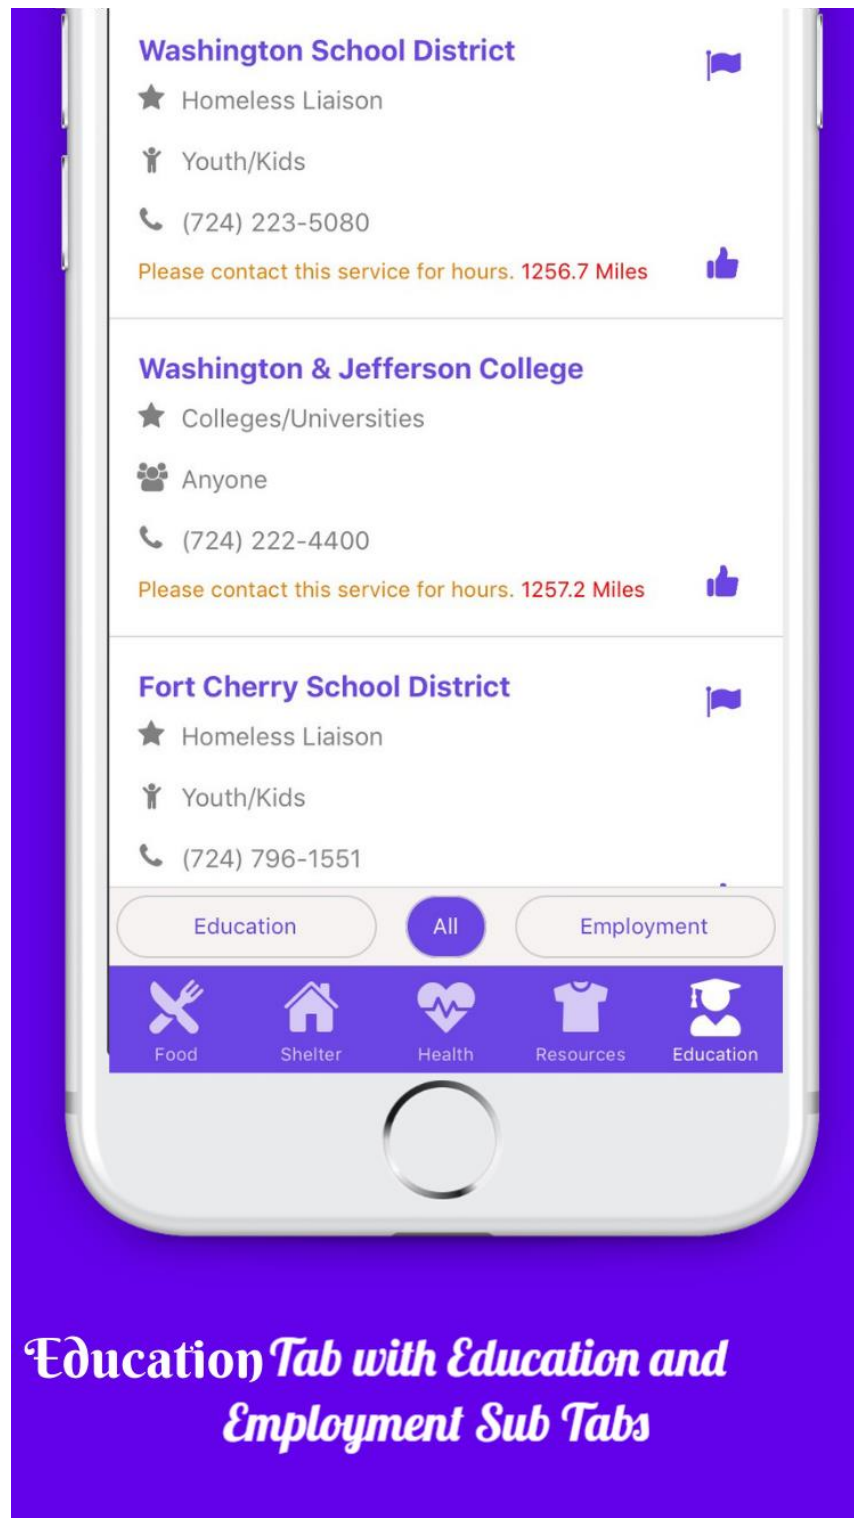 Washington School District
Homeless Liaison
Youth/Kids
(724) 223-5080
Please contact this service for hours. 1256.7 Miles
Washington & Jefferson College
Colleges/Universities
Anyone
(724) 222-4400
Please contact this service for hours. 1257.2 Miles
Fort Cherry School District
Homeless Liaison
Youth/Kids
(724) 796-1551
Education All Employment
Food Shelter Health Resources Education
Education Tab with Education and
Employment Sub Tabs